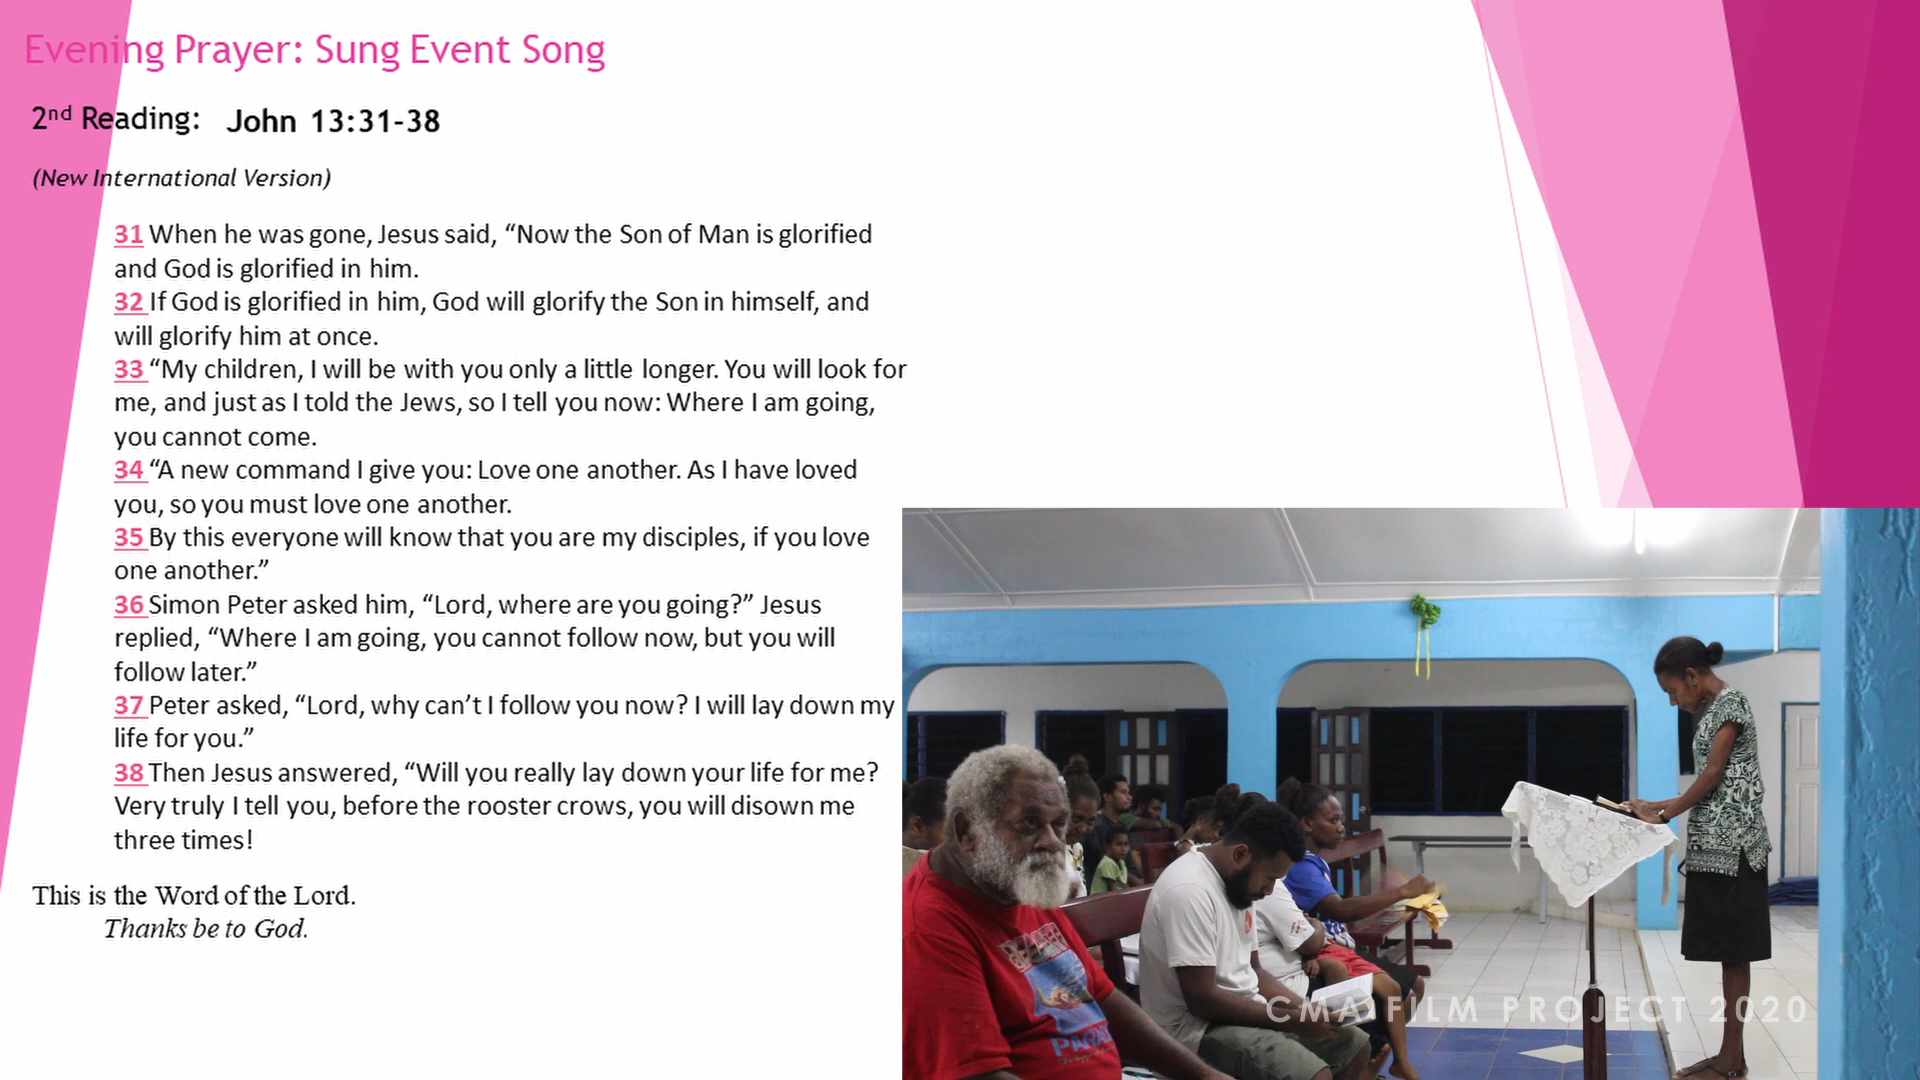 Evening Prayer: Sung Event Song
2nd Reading: John 13:31-38
(New International Version)
31 When he was gone, Jesus said, “Now the Son of Man is glorified
and God is glorified in him.
32 If God is glorified in him, God will glorify the Son in himself, and
will glorify him at once.
33 “My children, I will be with you only a little longer. You will look for
me, and just as I told the Jews, so I tell you now: Where I am going,
you cannot come.
34 “A new command I give you: Love one another. As I have loved
you, so you must love one another.
35 By this everyone will know that you are my disciples, if you love
one another.”
36 Simon Peter asked him, “Lord, where are you going?” Jesus
replied, “Where I am going, you cannot follow now, but you will
follow later.”
37 Peter asked, “Lord, why can’t I follow you now? I will lay down my
life for you.”
38 Then Jesus answered, “Will you really lay down your life for me?
Very truly I tell you, before the rooster crows, you will disown me
three times!
This is the Word of the Lord.
Thanks be to God.
CMA FILM PROJECT 2020